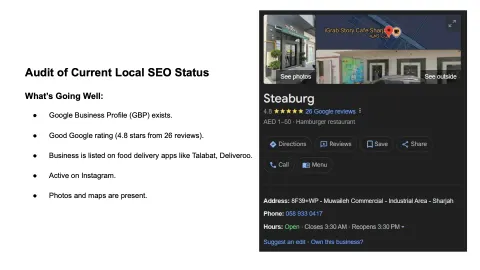 Audit of Current Local SEO Status
What's Going Well:
● Google Business Profile (GBP) exists.
● Good Google rating (4.8 stars from 26 reviews).
● Business is listed on food delivery apps like Talabat, Deliveroo.
● Active on Instagram.
● Photos and maps are present.
Grab Story Cafe Sharj
See photos
See outside
Steaburg
4.8 ★★★★★ 26 Google reviews
AED 1–50 · Hamburger restaurant
Directions
Reviews
Save
Share
Call
Menu
Address: 8F39+WP - Muwaileh Commercial - Industrial Area - Sharjah
Phone: 058 933 0417
Hours: Open · Closes 3:30 AM · Reopens 3:30 PM
Suggest an edit · Own this business?